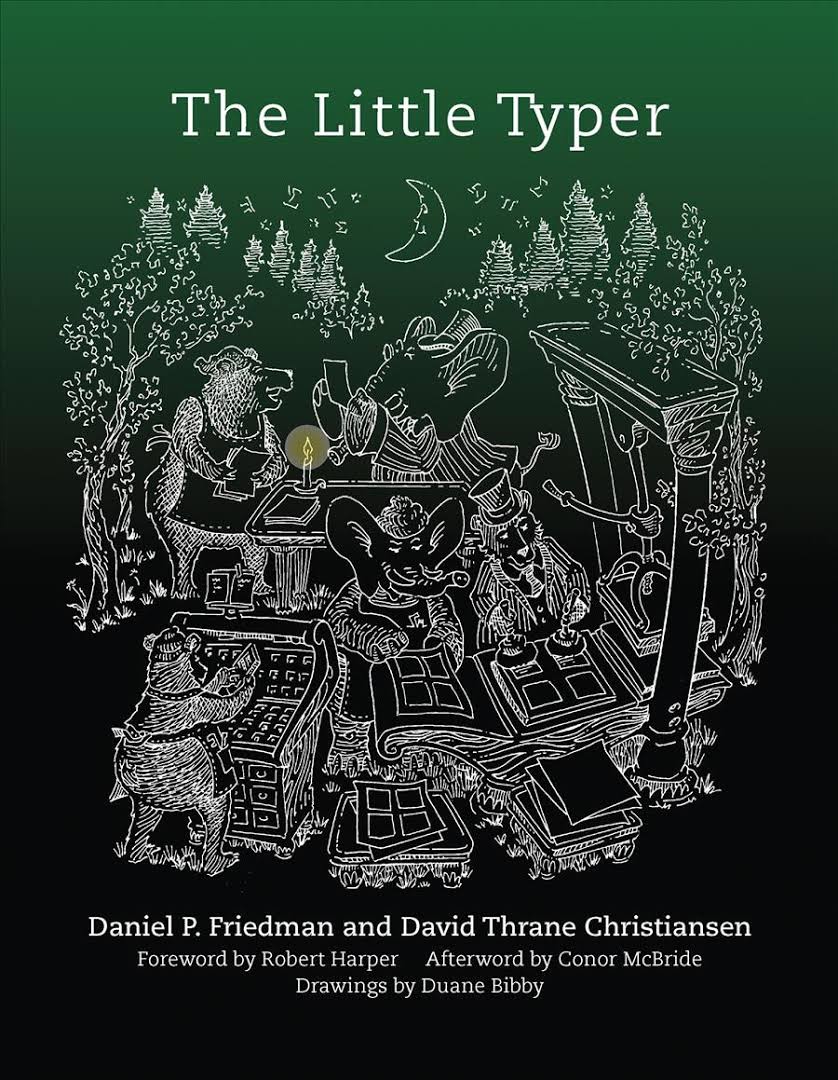 The Little Typer
Daniel P. Friedman and David Thrane Christiansen
Foreword by Robert Harper Afterword by Conor McBride
Drawings by Duane Bibby